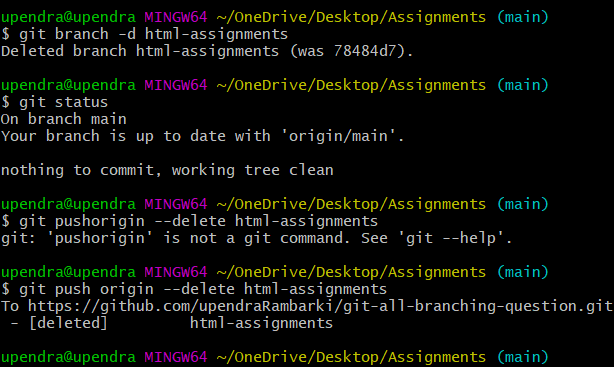 upendra@upendra MINGW64 ~/OneDrive/Desktop/Assignments (main)
$ git branch -d html-assignments
Deleted branch html-assignments (was 78484d7).
upendra@upendra MINGW64 ~/OneDrive/Desktop/Assignments (main)
$ git status
On branch main
Your branch is up to date with 'origin/main'.
nothing to commit, working tree clean
upendra@upendra MINGW64 ~/OneDrive/Desktop/Assignments (main)
$ git pushorigin --delete html-assignments
git: 'pushorigin' is not a git command. See 'git --help'.
upendra@upendra MINGW64 ~/OneDrive/Desktop/Assignments (main)
$ git push origin --delete html-assignments
To https://github.com/upendraRambarki/git-all-branching-question.git
 - [deleted]         html-assignments
upendra@upendra MINGW64 ~/OneDrive/Desktop/Assignments (main)